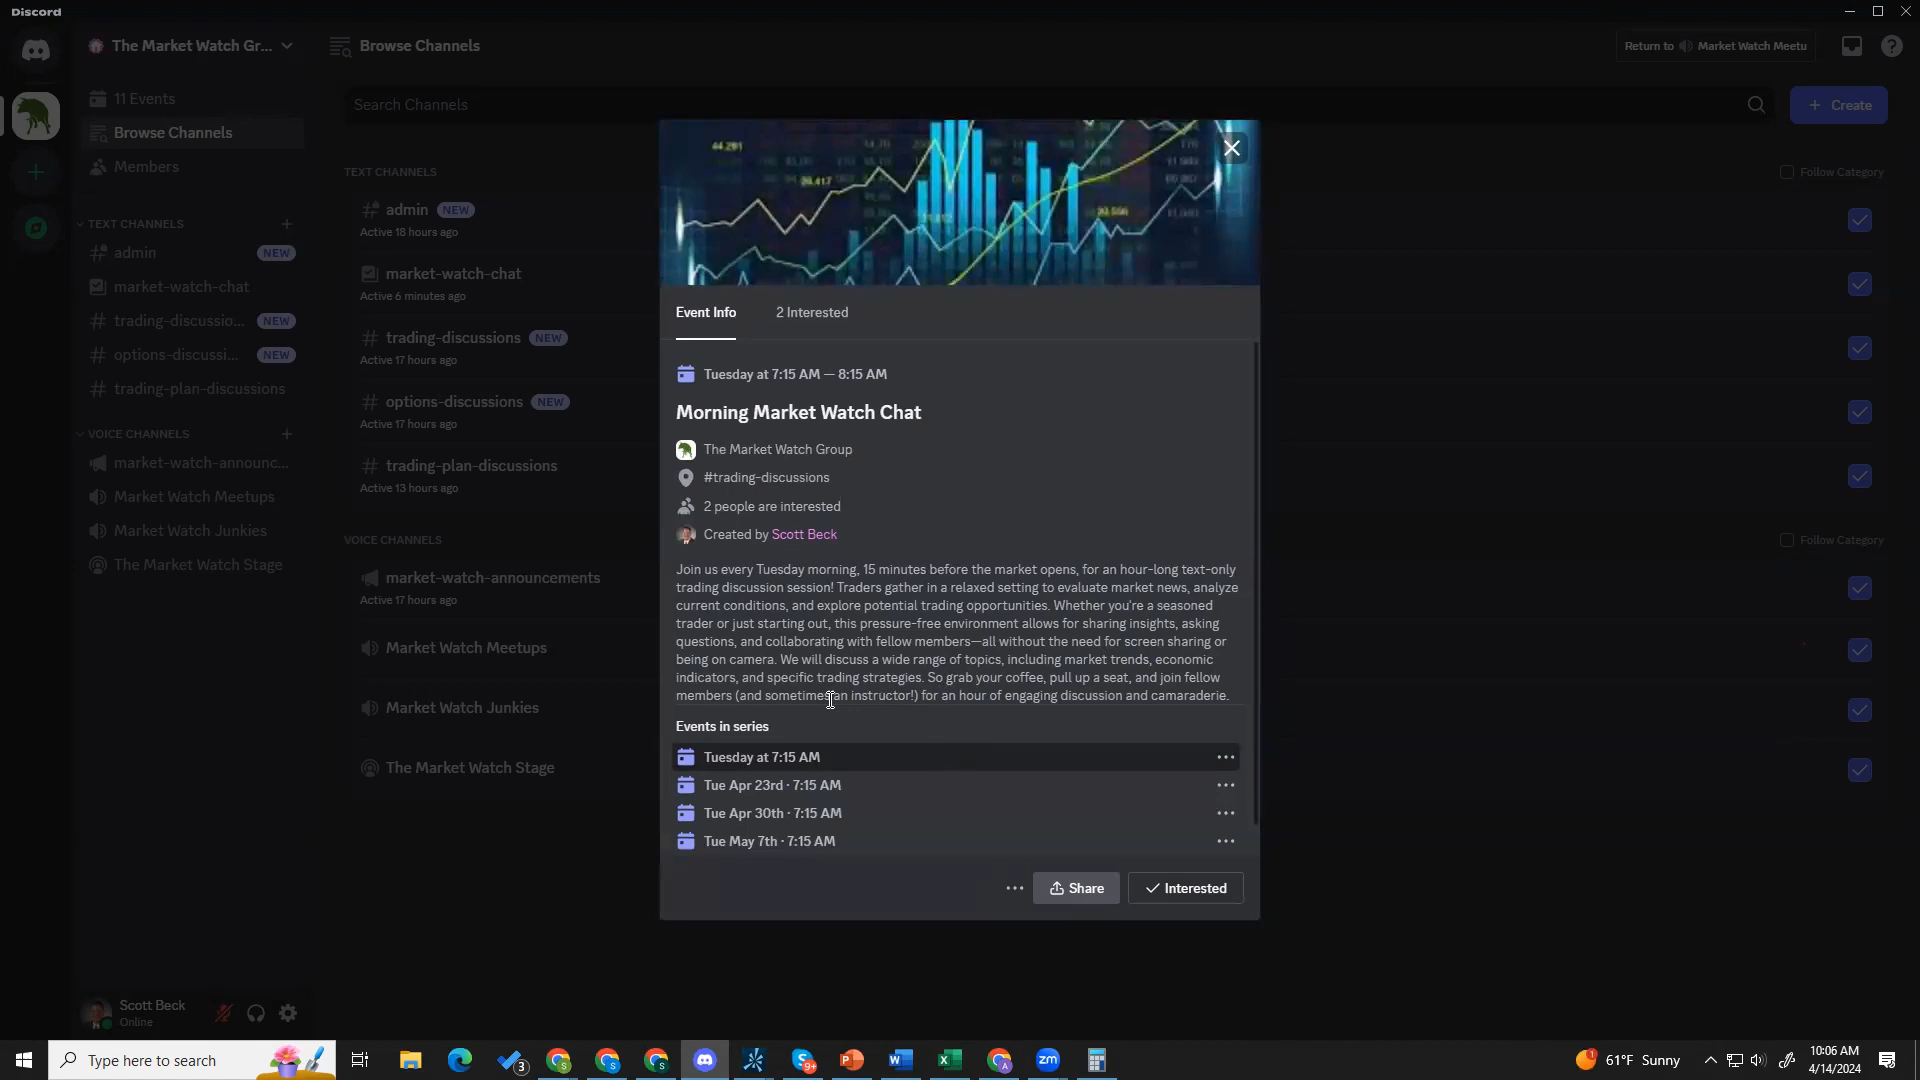 Discord
The Market Watch Gr...
Browse Channels
Return to Market Watch Meetu
11 Events
Browse Channels
Members
Search Channels
Create
TEXT CHANNELS
admin NEW
market-watch-chat
trading-discussio... NEW
options-discussi... NEW
trading-plan-discussions
VOICE CHANNELS
market-watch-announc...
Market Watch Meetups
Market Watch Junkies
The Market Watch Stage
TEXT CHANNELS
Follow Category
admin NEW
Active 18 hours ago
market-watch-chat
Active 6 minutes ago
trading-discussions NEW
Active 17 hours ago
options-discussions NEW
Active 17 hours ago
trading-plan-discussions
Active 13 hours ago
VOICE CHANNELS
Follow Category
market-watch-announcements
Active 17 hours ago
Market Watch Meetups
Market Watch Junkies
The Market Watch Stage
44.291
Event Info
2 Interested
Tuesday at 7:15 AM — 8:15 AM
Morning Market Watch Chat
The Market Watch Group
#trading-discussions
2 people are interested
Created by Scott Beck
Join us every Tuesday morning, 15 minutes before the market opens, for an hour-long text-only
trading discussion session! Traders gather in a relaxed setting to evaluate market news, analyze
current conditions, and explore potential trading opportunities. Whether you're a seasoned
trader or just starting out, this pressure-free environment allows for sharing insights, asking
questions, and collaborating with fellow members—all without the need for screen sharing or
being on camera. We will discuss a wide range of topics, including market trends, economic
indicators, and specific trading strategies. So grab your coffee, pull up a seat, and join fellow
members (and sometimes an instructor!) for an hour of engaging discussion and camaraderie.
Events in series
Tuesday at 7:15 AM
Tue Apr 23rd · 7:15 AM
Tue Apr 30th · 7:15 AM
Tue May 7th · 7:15 AM
Share
Interested
Scott Beck
Online
Type here to search
3
9+
zm
61°F Sunny
10:06 AM
4/14/2024